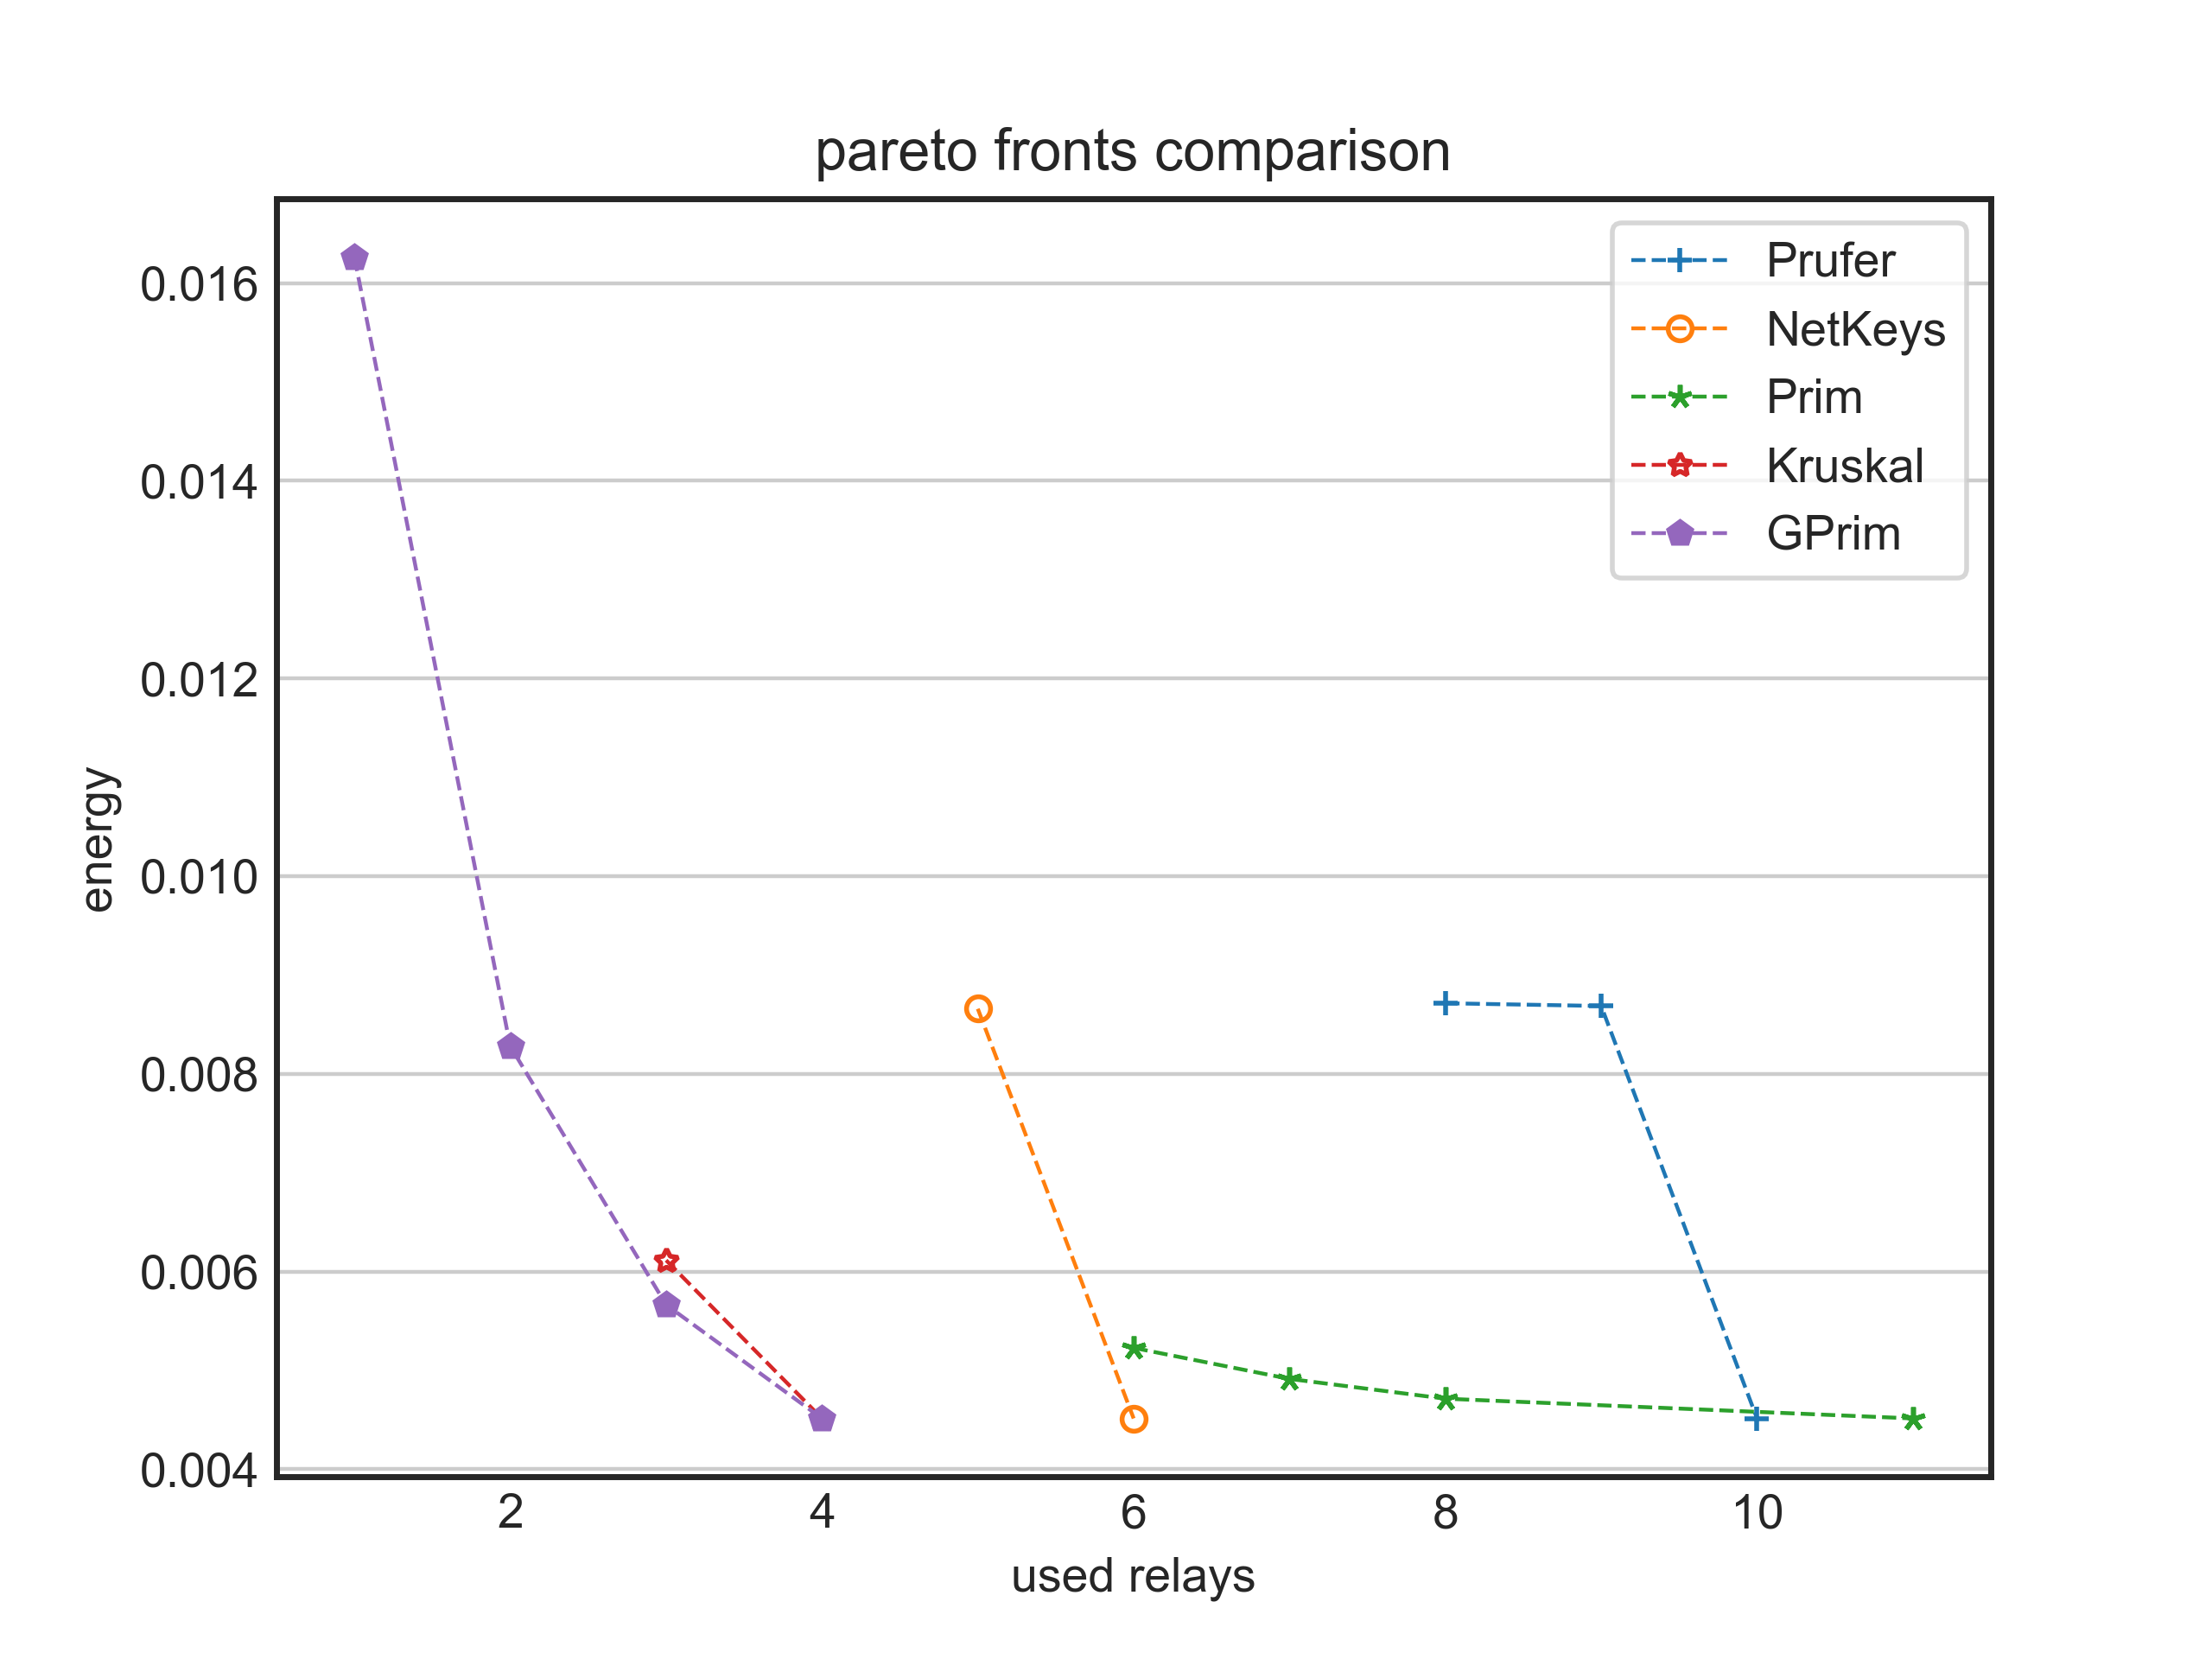 pareto fronts comparison
Prufer
NetKeys
Prim
Kruskal
GPrim
0.016
0.014
0.012
0.010
0.008
0.006
0.004
energy
2 4 6 8 10
used relays